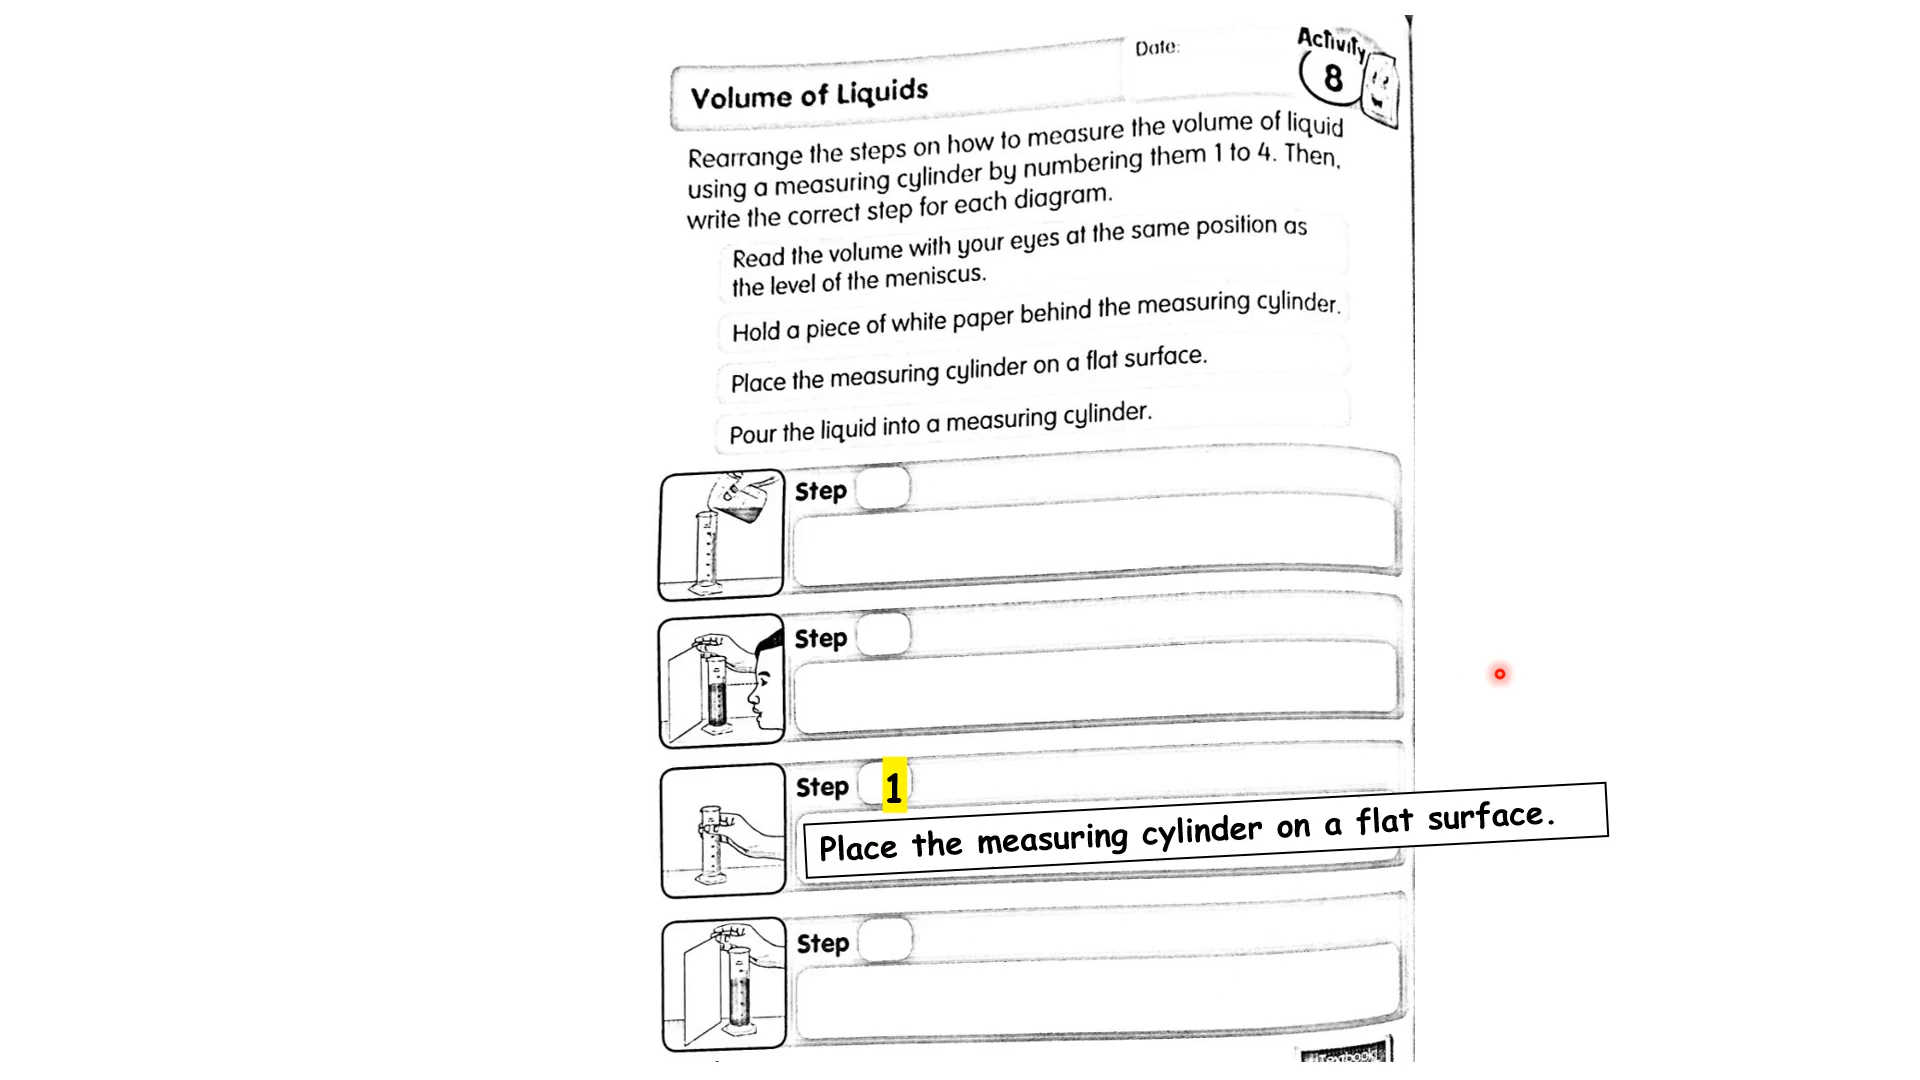 Date:
Activity
8
Volume of Liquids
Rearrange the steps on how to measure the volume of liquid
using a measuring cylinder by numbering them 1 to 4. Then,
write the correct step for each diagram.
Read the volume with your eyes at the same position as
the level of the meniscus.
Hold a piece of white paper behind the measuring cylinder.
Place the measuring cylinder on a flat surface.
Pour the liquid into a measuring cylinder.
Step
Step
Step 1
Place the measuring cylinder on a flat surface.
Step
Textbook